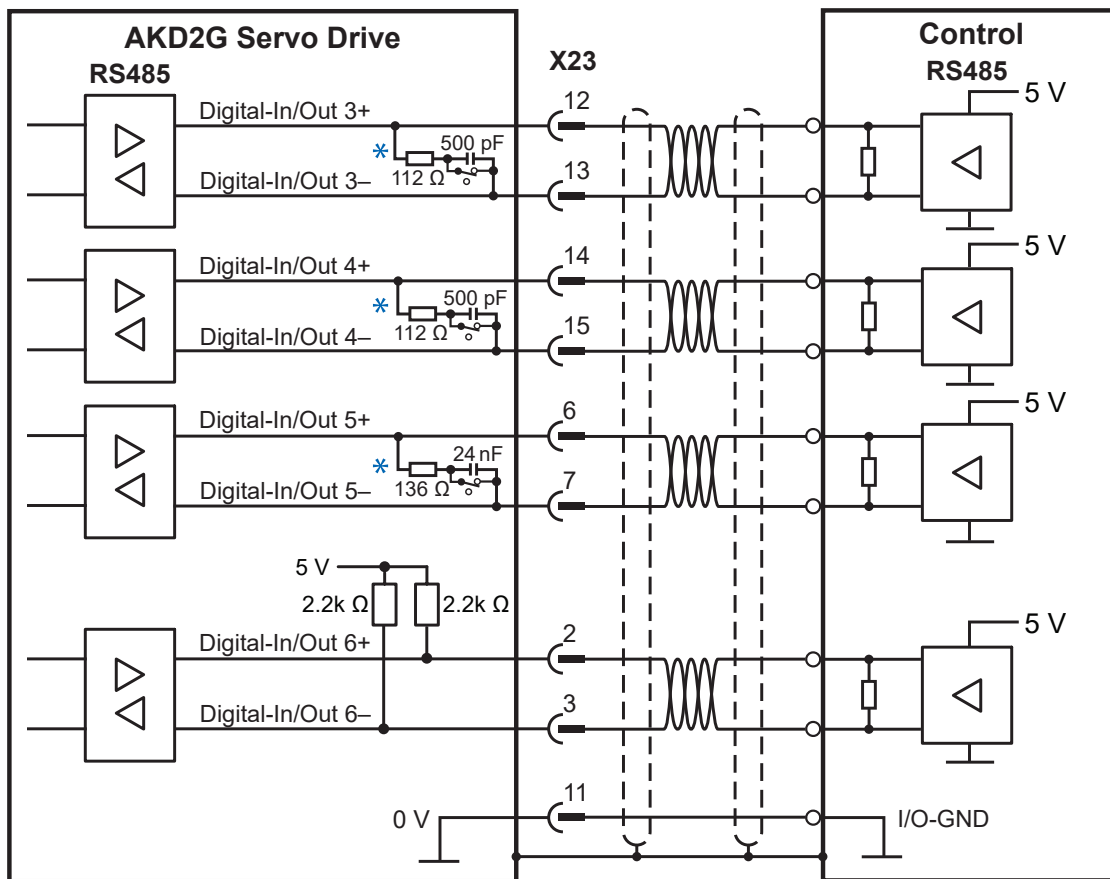 AKD2G Servo Drive
RS485
X23
Control
RS485
5 V
Digital-In/Out 3+
12
*
500 pF
112 Ω
Digital-In/Out 3–
13
5 V
Digital-In/Out 4+
14
*
500 pF
112 Ω
Digital-In/Out 4–
15
5 V
Digital-In/Out 5+
6
*
24 nF
136 Ω
Digital-In/Out 5–
7
5 V
2.2k Ω
2.2k Ω
5 V
Digital-In/Out 6+
2
Digital-In/Out 6–
3
11
0 V
I/O-GND